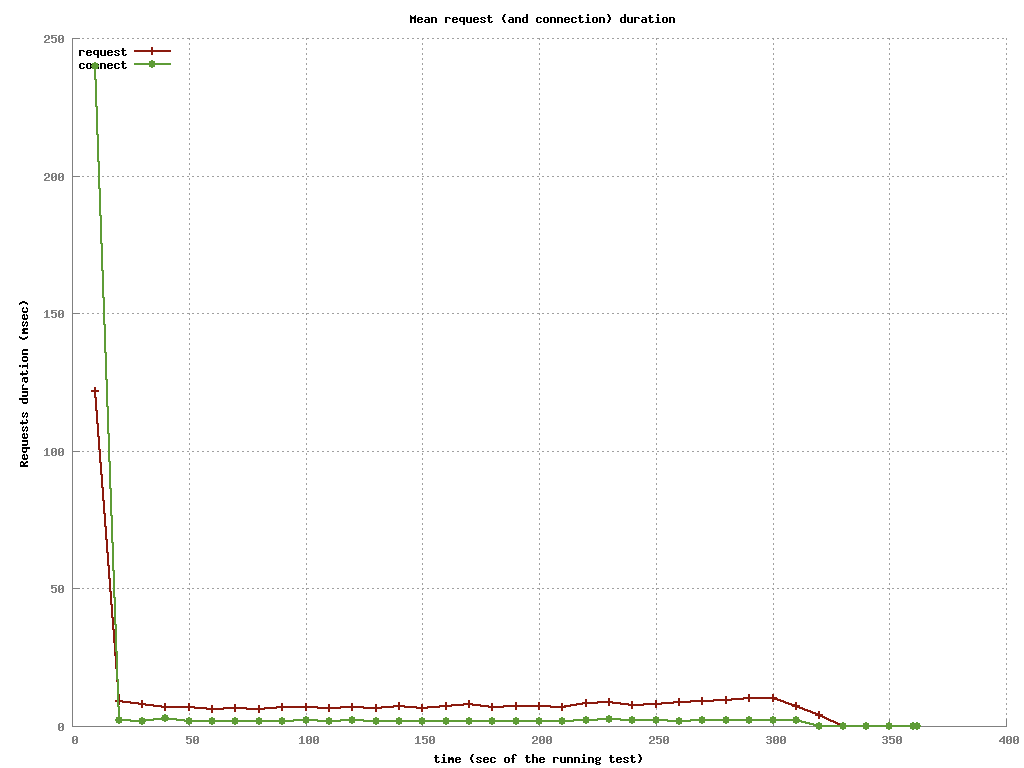 Mean request (and connection) duration
250
request
connect
200
150
100
50
0
Requests duration (msec)
0 50 100 150 200 250 300 350 400
time (sec of the running test)